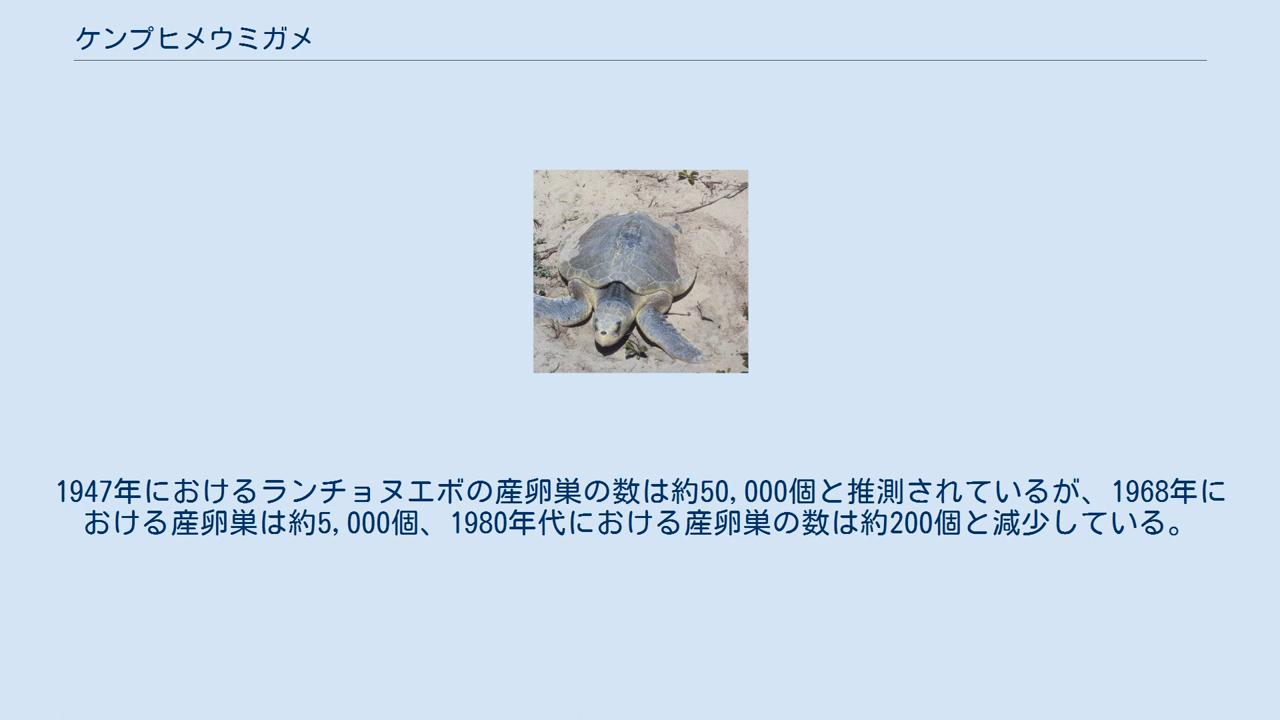 ケンプヒメウミガメ
1947年におけるランチョヌエボの産卵巣の数は約50,000個と推測されているが、1968年に
おける産卵巣は約5,000個、1980年代における産卵巣の数は約200個と減少している。